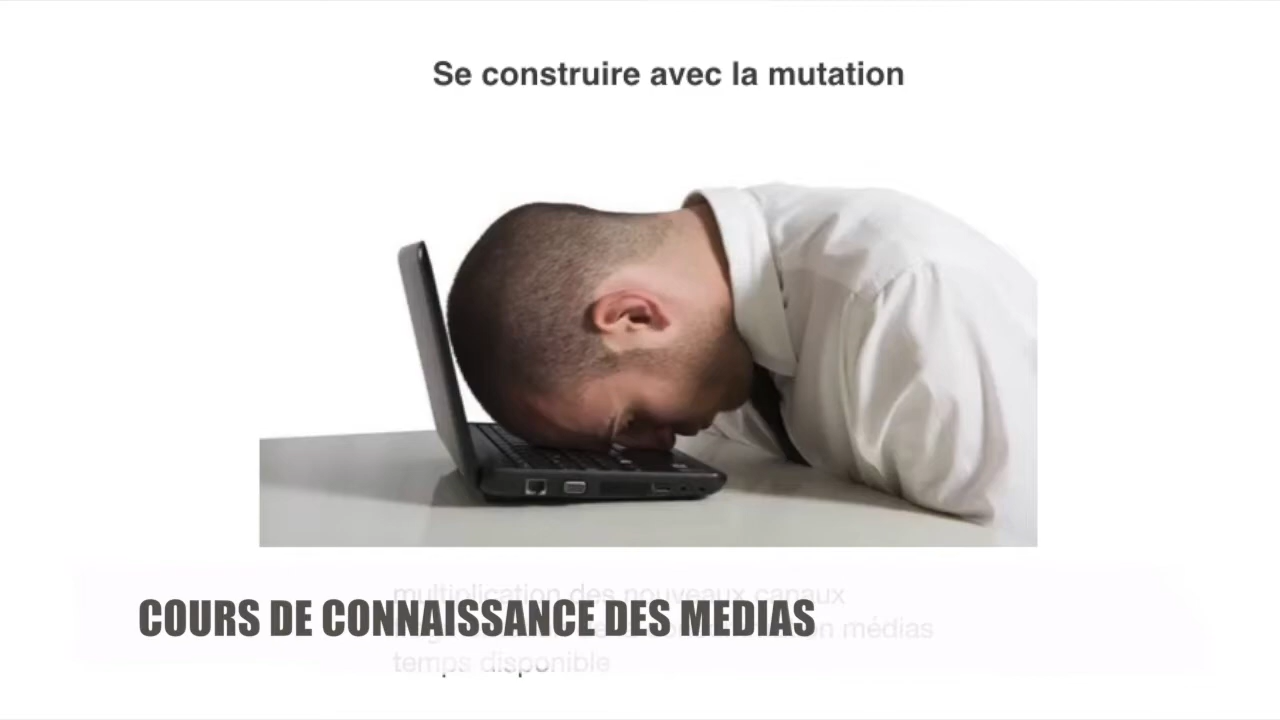 Se construire avec la mutation
multiplication des nouveaux canaux
COURS DE CONNAISSANCE DES MEDIAS
médias
temps disponible